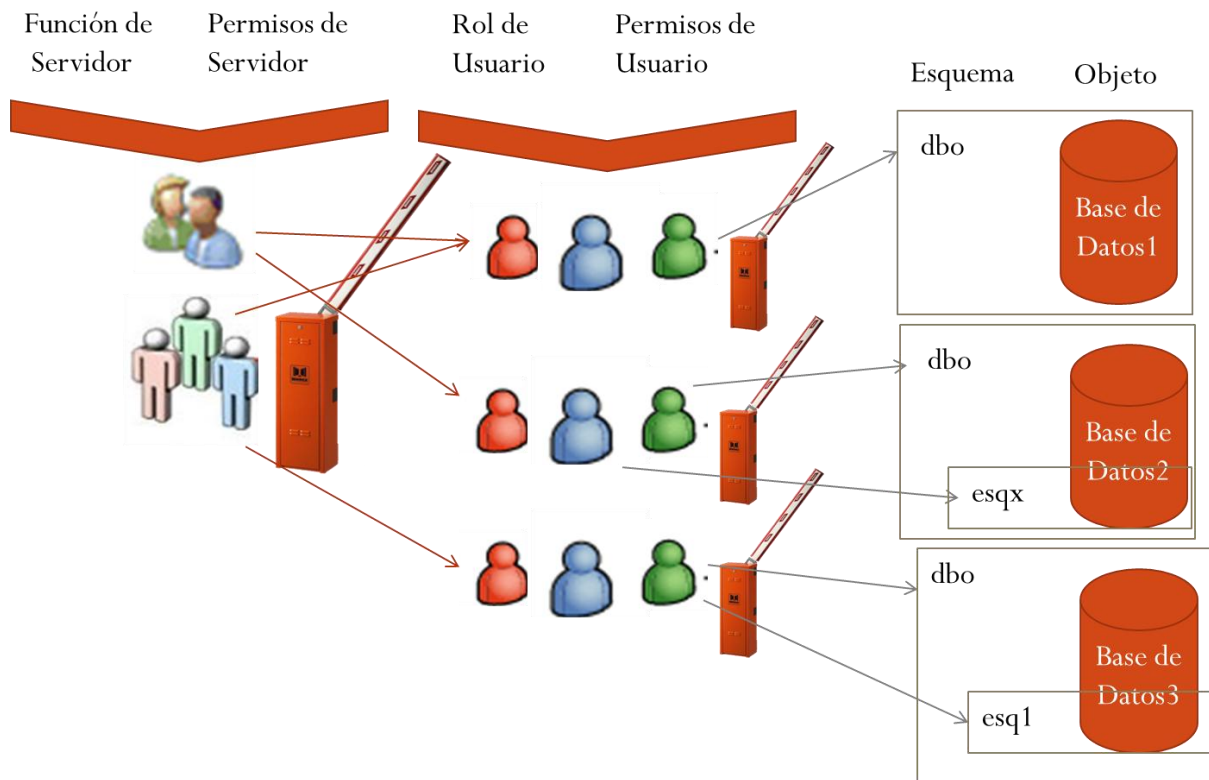 Función de
Servidor
Permisos de
Servidor
Rol de
Usuario
Permisos de
Usuario
Esquema
Objeto
dbo
Base de
Datos1
dbo
Base de
Datos2
esqx
dbo
Base de
Datos3
esq1